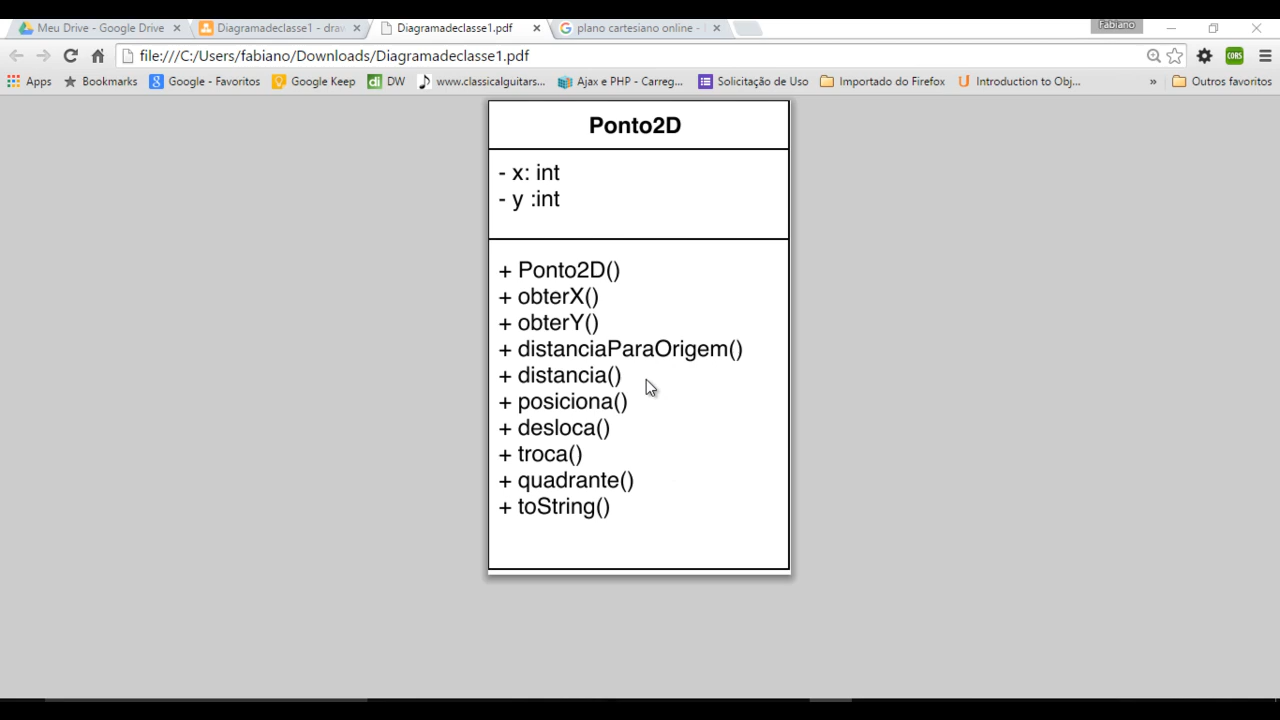 Meu Drive - Google Drive
Diagramadeclasse1 - draw
Diagramadeclasse1.pdf
plano cartesiano online -
Fabiano
file:///C:/Users/fabiano/Downloads/Diagramadeclasse1.pdf
CORS
Apps
Bookmarks
Google - Favoritos
Google Keep
DW
www.classicalguitars...
Ajax e PHP - Carreg...
Solicitação de Uso
Importado do Firefox
Introduction to Obj...
»
Outros favoritos
Ponto2D
- x: int
- y :int
+ Ponto2D()
+ obterX()
+ obterY()
+ distanciaParaOrigem()
+ distancia()
+ posiciona()
+ desloca()
+ troca()
+ quadrante()
+ toString()